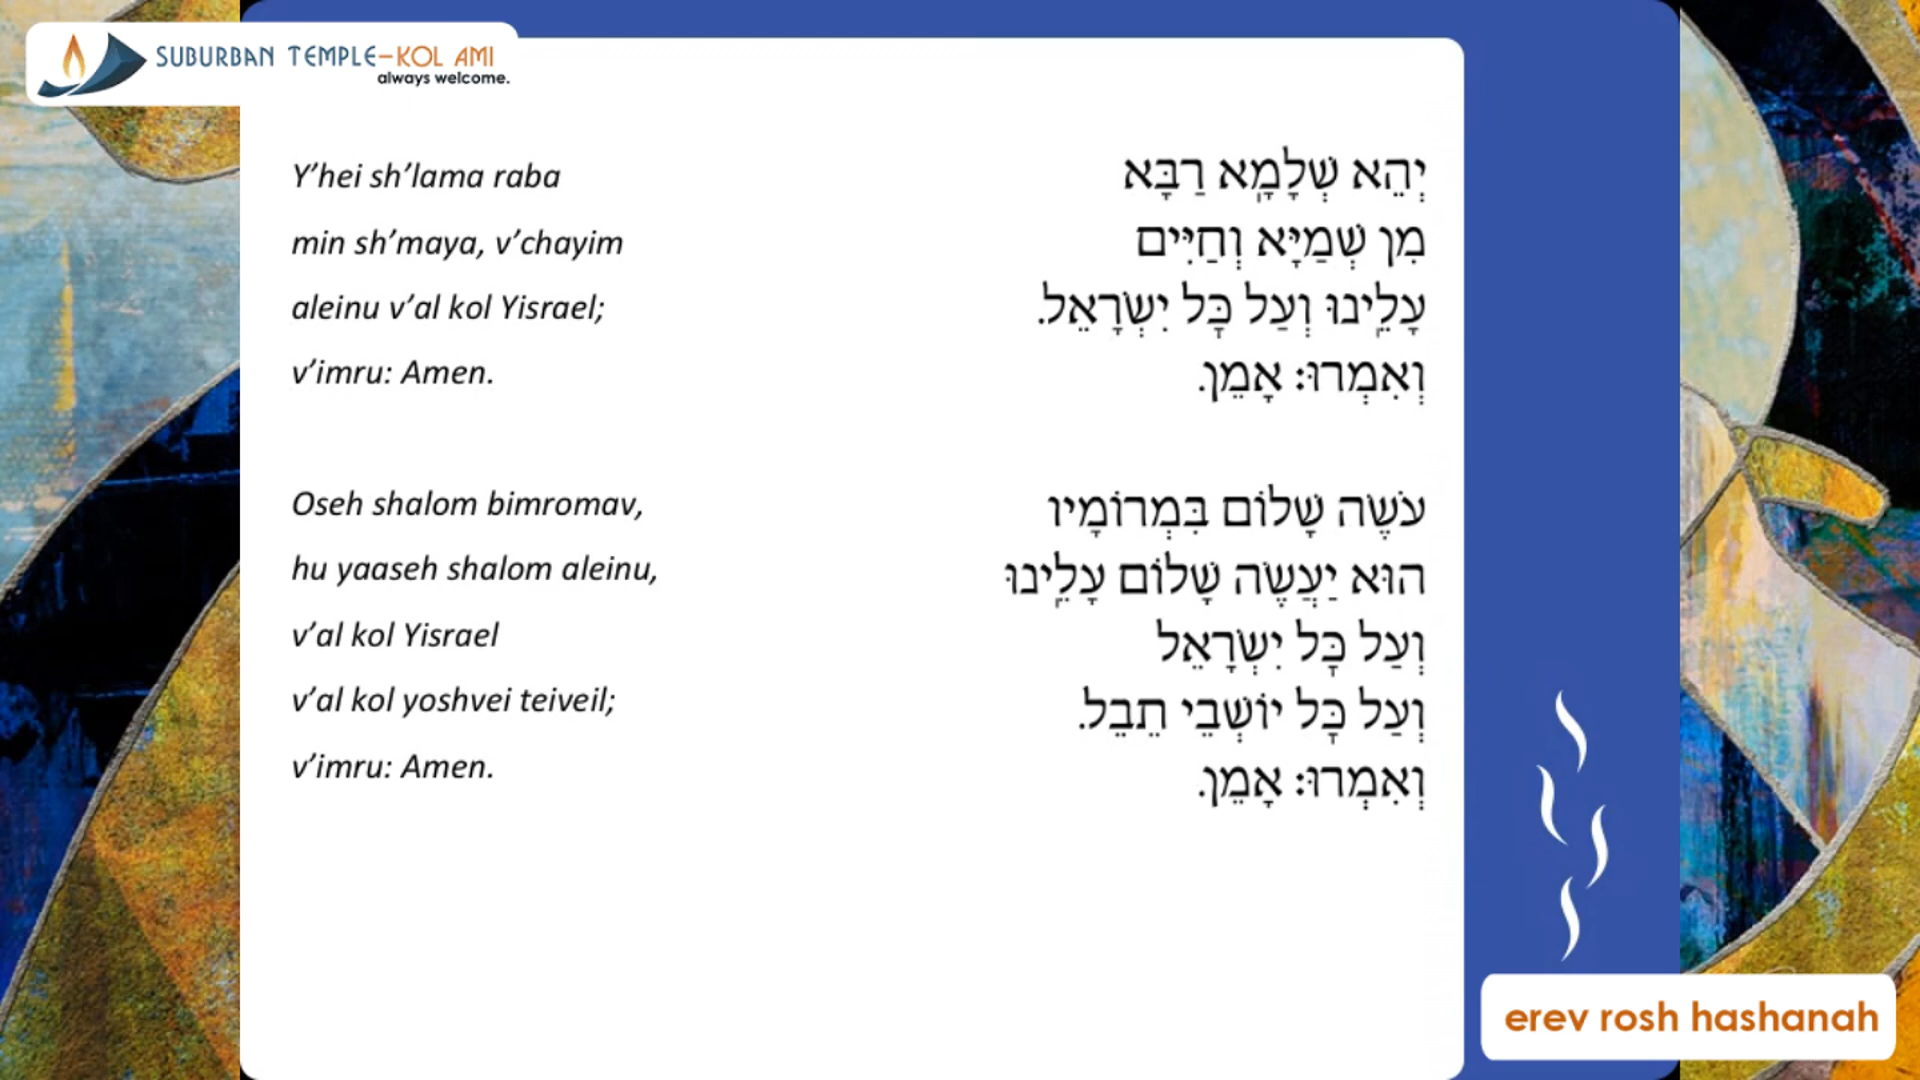 SUBURBAN TEMPLE–KOL AMI
always welcome.
Y’hei sh’lama raba
min sh’maya, v’chayim
aleinu v’al kol Yisrael;
v’imru: Amen.
Oseh shalom bimromav,
hu yaaseh shalom aleinu,
v’al kol Yisrael
v’al kol yoshvei teiveil;
v’imru: Amen.
יְהֵא שְׁלָמָֽא רַבָּא
מִן שְׁמַיָּא וְחַיִּים
עָלֵֽינוּ וְעַל כׇּל יִשְׂרָאֵל.
וְאִמְרוּ: אָמֵן.
עֹשֶׂה שָׁלוֹם בִּמְרוֹמָיו
הוּא יַעֲשֶׂה שָׁלוֹם עָלֵֽינוּ
וְעַל כׇּל יִשְׂרָאֵל
וְעַל כׇּל יוֹשְׁבֵי תֵבֵל.
וְאִמְרוּ: אָמֵן.
erev rosh hashanah